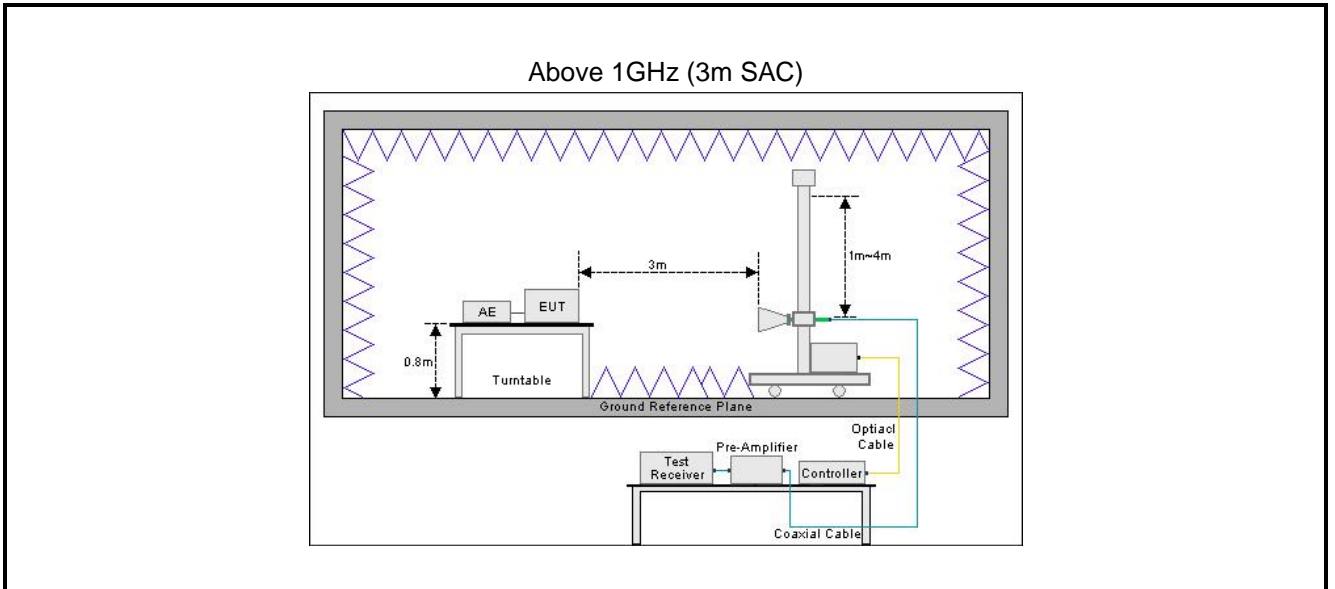 Above 1GHz (3m SAC)
3m
1m~4m
AE
EUT
0.8m
Turntable
Ground Reference Plane
Optiacl
Cable
Pre-Amplifier
Test
Receiver
Controller
Coaxial Cable